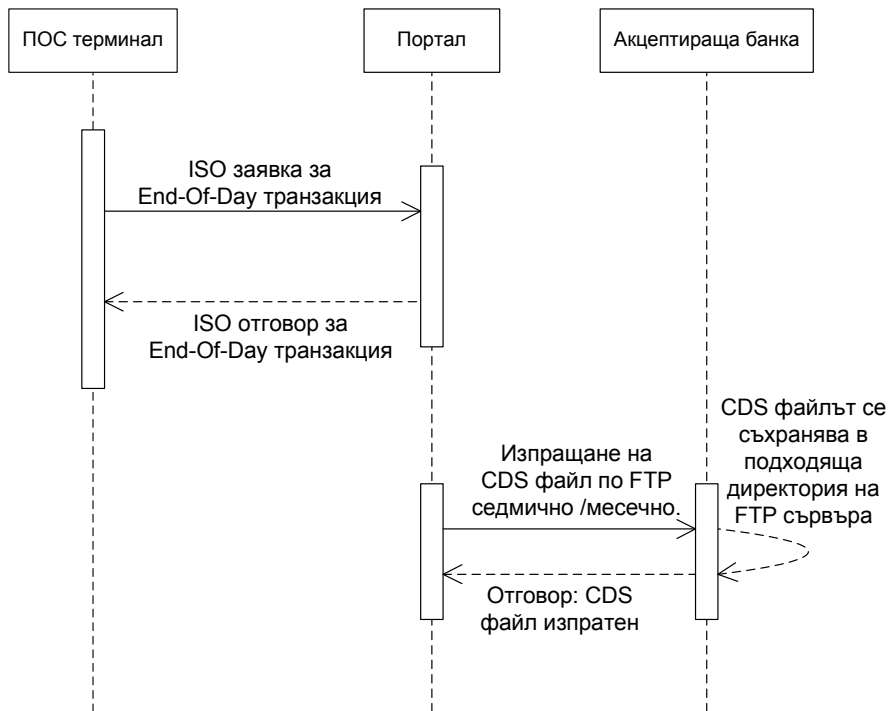 ПОС терминал
Портал
Акцептираща банка
ISO заявка за
End-Of-Day транзакция
ISO отговор за
End-Of-Day транзакция
CDS файлът се
съхранява в
подходяща
директория на
FTP сървъра
Изпращане на
CDS файл по FTP
седмично /месечно.
Отговор: CDS
файл изпратен